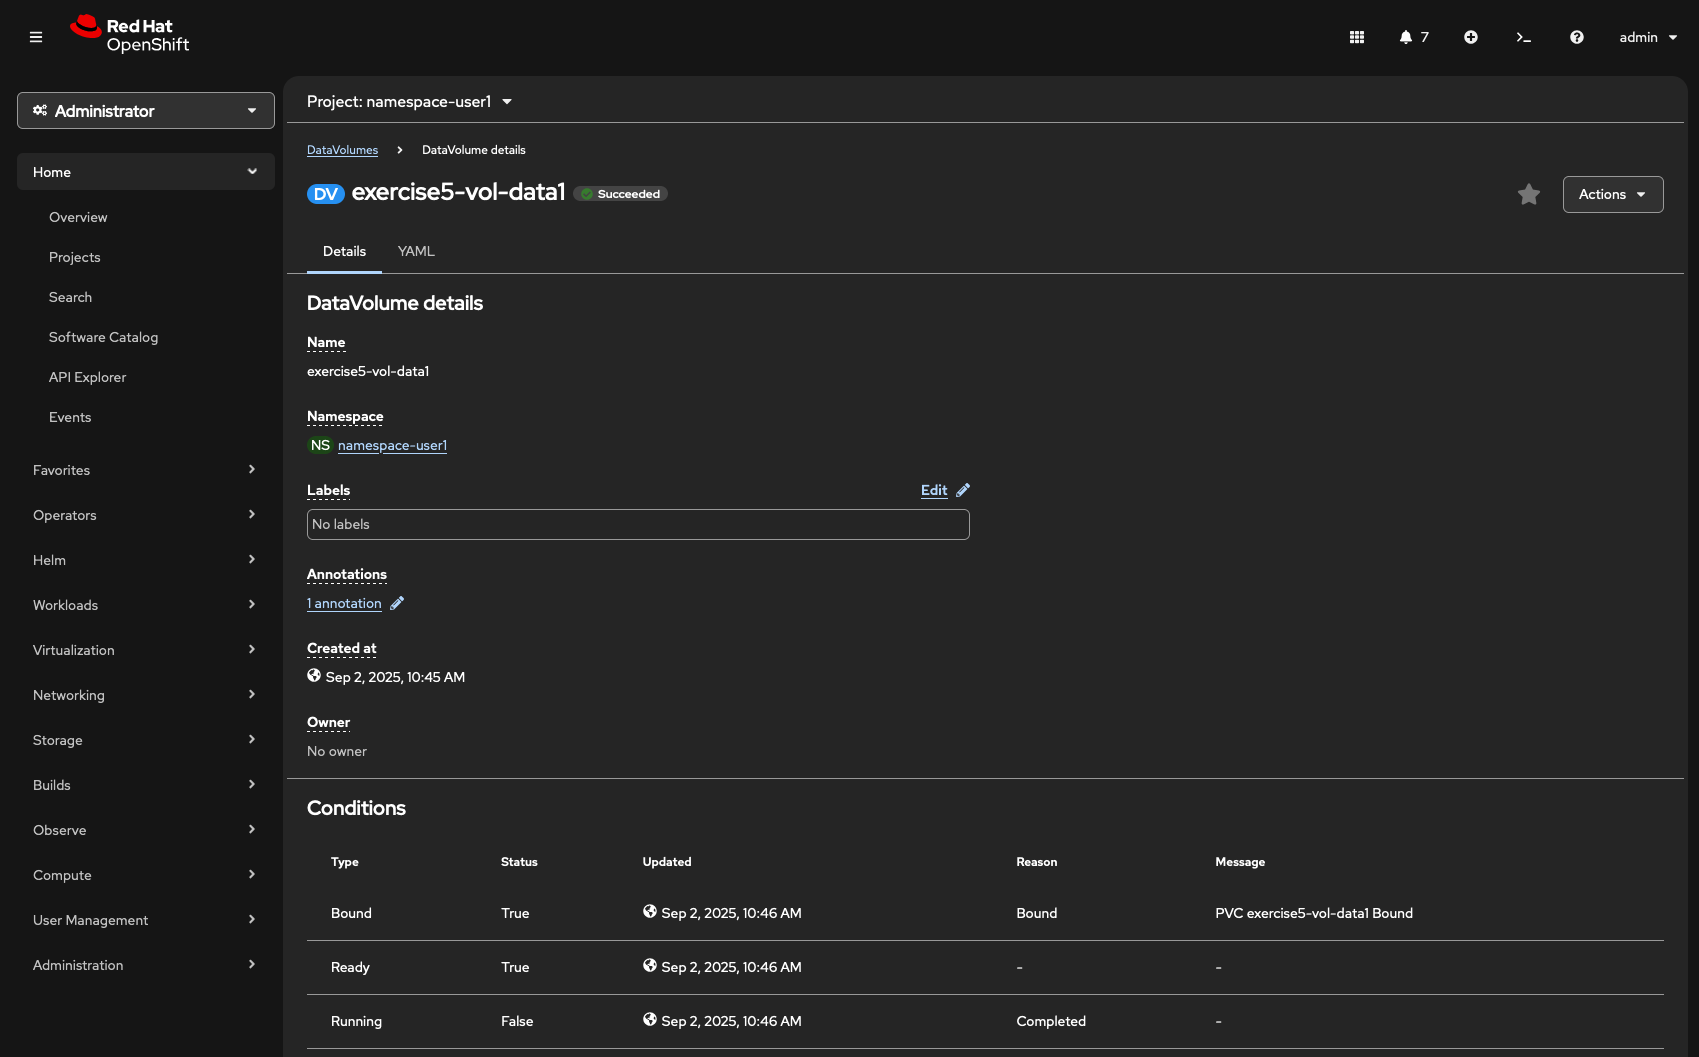 Red Hat
OpenShift
7
admin
Administrator
Home
Overview
Projects
Search
Software Catalog
API Explorer
Events
Favorites
Operators
Helm
Workloads
Virtualization
Networking
Storage
Builds
Observe
Compute
User Management
Administration
Project: namespace-user1
DataVolumes > DataVolume details
DV exercise5-vol-data1 Succeeded
Actions
Details YAML
DataVolume details
Name
exercise5-vol-data1
Namespace
NS namespace-user1
Labels Edit
No labels
Annotations
1 annotation
Created at
Sep 2, 2025, 10:45 AM
Owner
No owner
Conditions
Type Status Updated Reason Message
Bound True Sep 2, 2025, 10:46 AM Bound PVC exercise5-vol-data1 Bound
Ready True Sep 2, 2025, 10:46 AM - -
Running False Sep 2, 2025, 10:46 AM Completed -